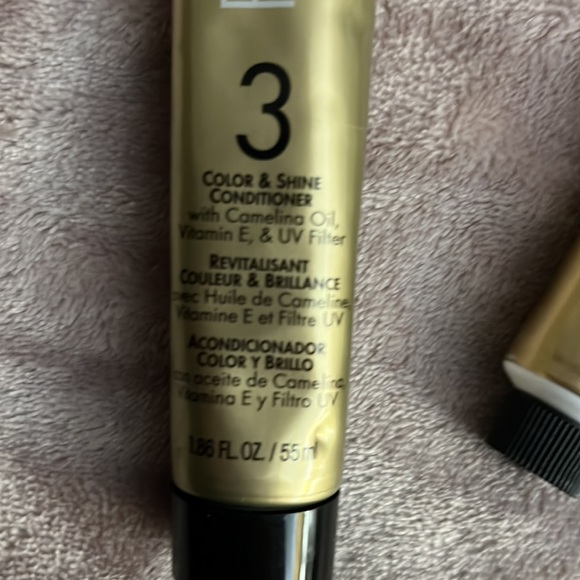 3
COLOR & SHINE
CONDITIONER
with Camelina Oil,
Vitamin E, & UV Filter
REVITALISANT
COULEUR & BRILLANCE
avec Huile de Cameline,
Vitamine E et Filtre UV
ACONDICIONADOR
COLOR Y BRILLO
con aceite de Camelina,
Vitamina E y Filtro UV
1.86 FL. OZ. / 55 ml